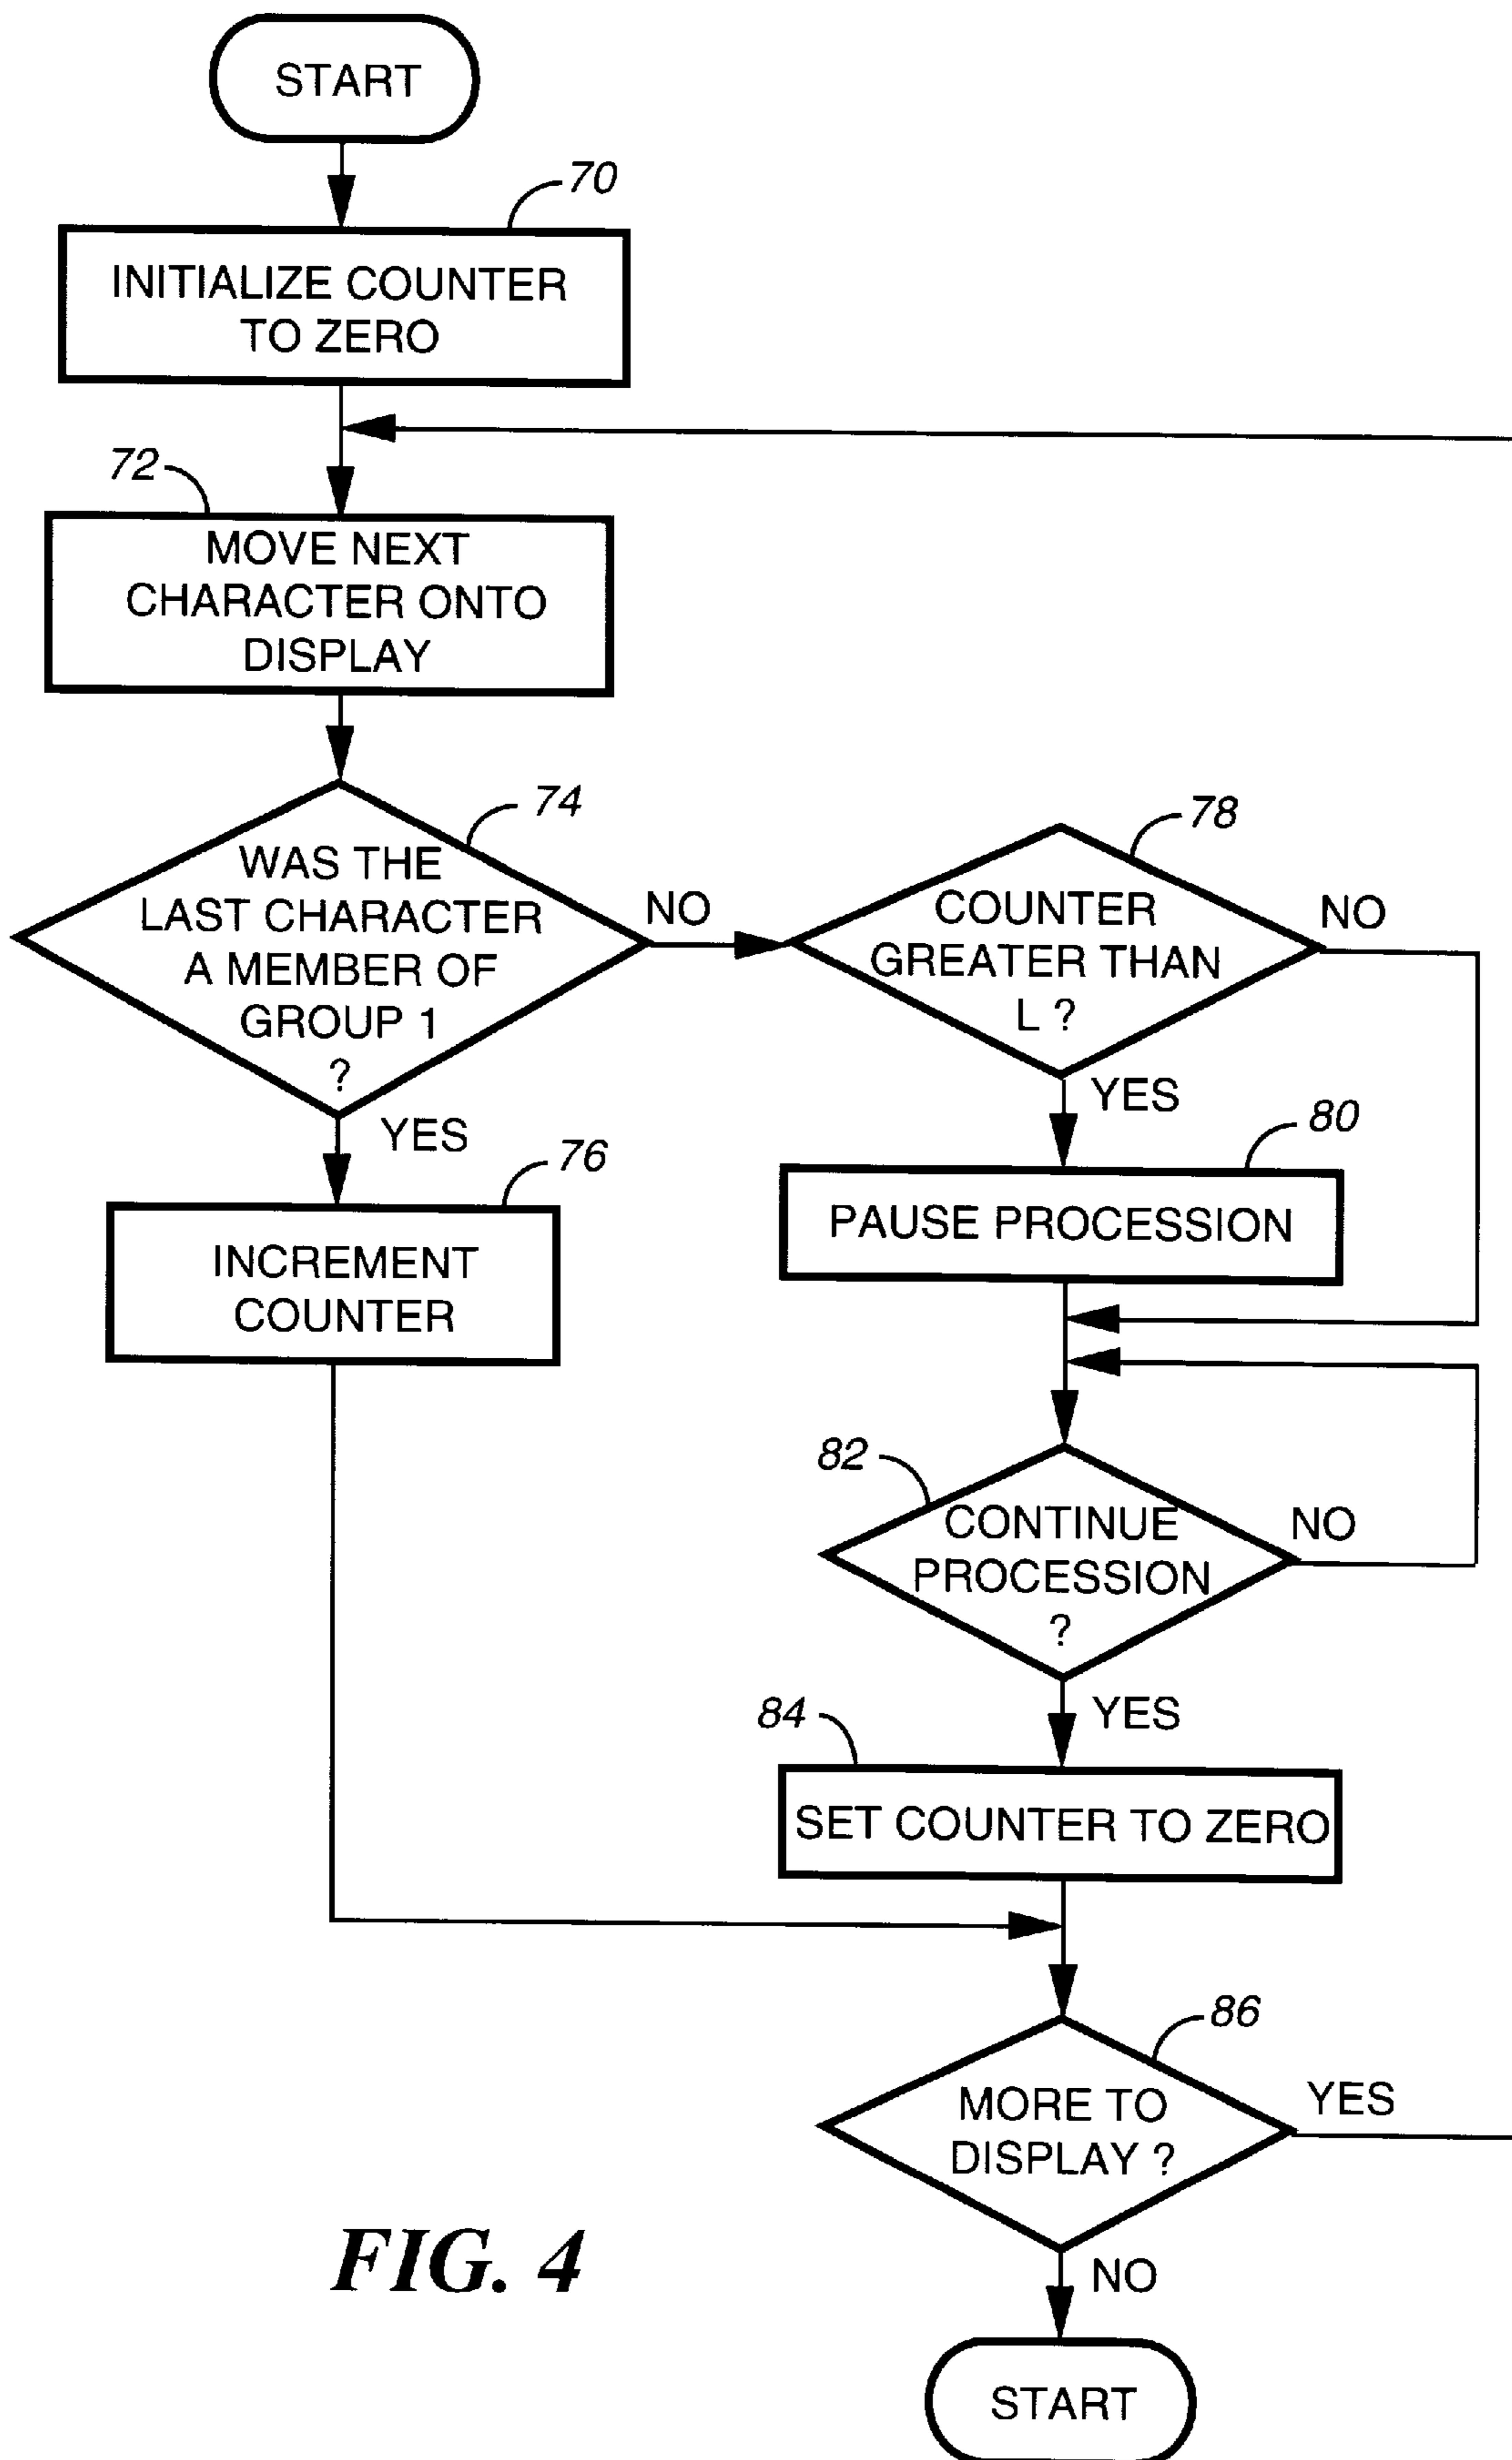 START
70
INITIALIZE COUNTER
TO ZERO
72
MOVE NEXT
CHARACTER ONTO
DISPLAY
74
WAS THE
LAST CHARACTER
A MEMBER OF
GROUP 1
?
NO
YES
78
COUNTER
GREATER THAN
L ?
NO
YES
76
INCREMENT
COUNTER
80
PAUSE PROCESSION
82
CONTINUE
PROCESSION
?
NO
YES
84
SET COUNTER TO ZERO
86
MORE TO
DISPLAY ?
YES
NO
START
FIG. 4